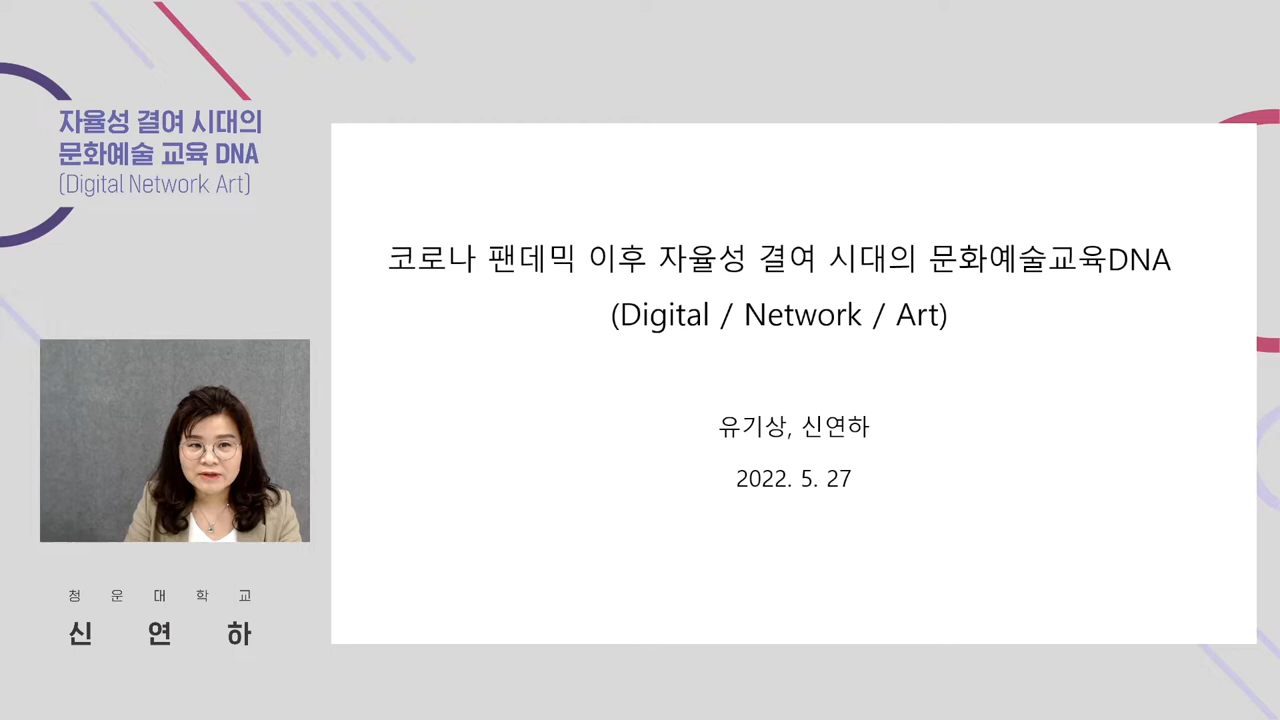 자율성 결여 시대의
문화예술 교육 DNA
(Digital Network Art)
코로나 팬데믹 이후 자율성 결여 시대의 문화예술교육DNA
(Digital / Network / Art)
유기상, 신연하
2022. 5. 27
청 운 대 학 교
신 연 하